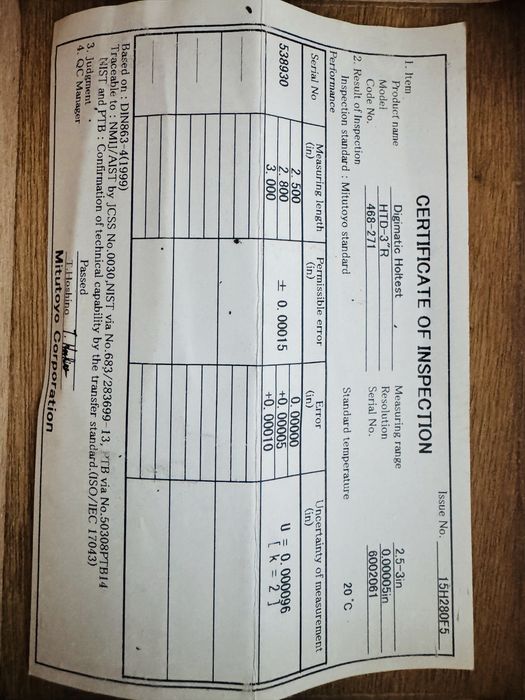 Issue No. 15H280F5
CERTIFICATE OF INSPECTION
1. Item
Product name Digimatic Holtest Measuring range 2.5-3in
Model HTD-3"R Resolution 0.00005in
Code No. 468-271 Serial No. 6002061
2. Result of Inspection
Inspection standard : Mitutoyo standard Standard temperature 20 °C
Performance
Serial No Measuring length (in) Permissible error (in) Error (in) Uncertainty of measurement (in)
538930 2.500 ± 0.00015 0.00000 U = 0.000096
2.800 +0.00005 [ k = 2 ]
3.000 +0.00010
Based on : DIN863-4(1999)
Traceable to : NMIJ/AIST by JCSS No.0030,NIST via No.683/283699-13, PTB via No.50308PTB14
NIST and PTB : Confirmation of technical capability by the transfer standard.(ISO/IEC 17043)
3. Judgment Passed
4. QC Manager T.Hoshino T. Hoshino
Mitutoyo Corporation